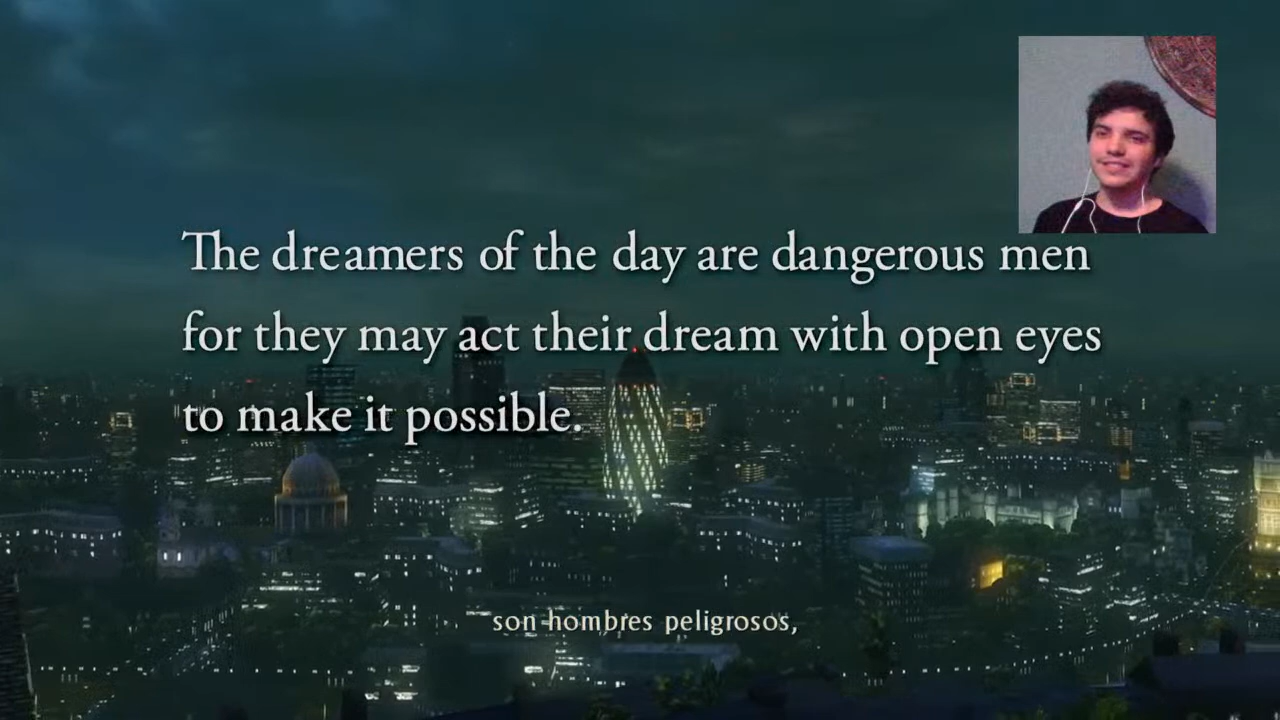 The dreamers of the day are dangerous men
for they may act their dream with open eyes
to make it possible.
son hombres peligrosos,